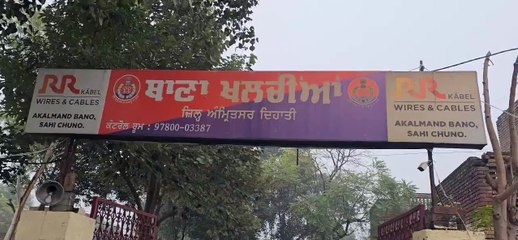 RR KABEL
WIRES & CABLES
AKALMAND BANO,
SAHI CHUNO.
ਥਾਣਾ ਖਲਚੀਆਂ
ਜ਼ਿਲ੍ਹਾ ਅੰਮ੍ਰਿਤਸਰ ਦਿਹਾਤੀ
ਕੰਟਰੋਲ ਰੂਮ : 97800-03387
RR KABEL
WIRES & CABLES
AKALMAND BANO,
SAHI CHUNO.